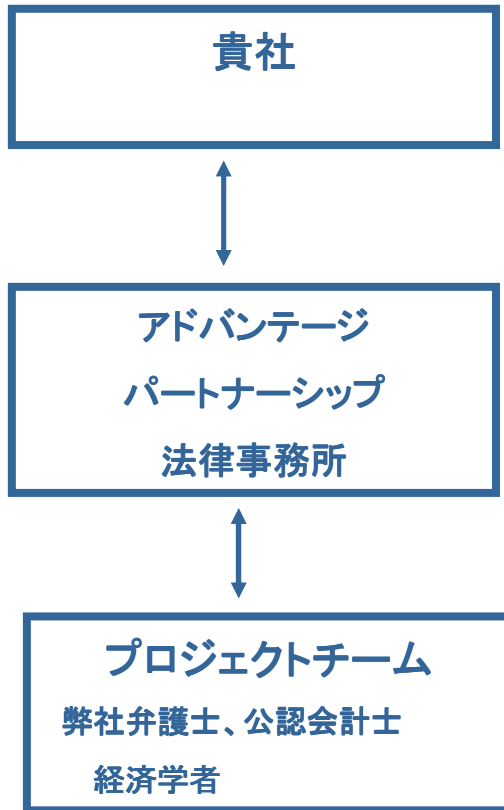 貴社
アドバンテージ
パートナーシップ
法律事務所
プロジェクトチーム
弊社弁護士、公認会計士
経済学者